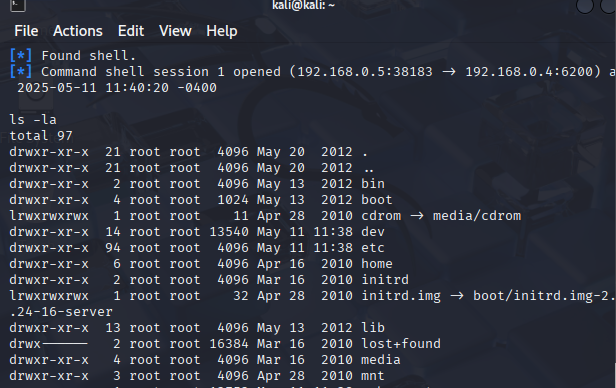 kali@kali: ~
File Actions Edit View Help
[*] Found shell.
[*] Command shell session 1 opened (192.168.0.5:38183 → 192.168.0.4:6200) a
2025-05-11 11:40:20 -0400
ls -la
total 97
drwxr-xr-x 21 root root 4096 May 20 2012 .
drwxr-xr-x 21 root root 4096 May 20 2012 ..
drwxr-xr-x 2 root root 4096 May 13 2012 bin
drwxr-xr-x 4 root root 1024 May 13 2012 boot
lrwxrwxrwx 1 root root 11 Apr 28 2010 cdrom → media/cdrom
drwxr-xr-x 14 root root 13540 May 11 11:38 dev
drwxr-xr-x 94 root root 4096 May 11 11:38 etc
drwxr-xr-x 6 root root 4096 Apr 16 2010 home
drwxr-xr-x 2 root root 4096 Mar 16 2010 initrd
lrwxrwxrwx 1 root root 32 Apr 28 2010 initrd.img → boot/initrd.img-2.
.24-16-server
drwxr-xr-x 13 root root 4096 May 13 2012 lib
drwx------ 2 root root 16384 Mar 16 2010 lost+found
drwxr-xr-x 4 root root 4096 Mar 16 2010 media
drwxr-xr-x 3 root root 4096 Apr 28 2010 mnt